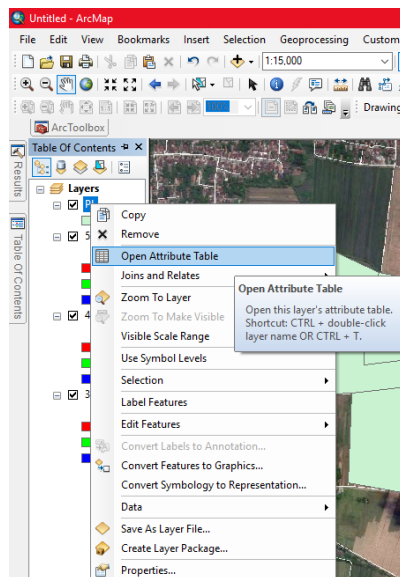 Untitled - ArcMap
File Edit View Bookmarks Insert Selection Geoprocessing Custom
1:15,000
Drawing
ArcToolbox
Table Of Contents
Results
Table Of Contents
Layers
5
4
3
Copy
Remove
Open Attribute Table
Joins and Relates
Zoom To Layer
Zoom To Make Visible
Visible Scale Range
Use Symbol Levels
Selection
Label Features
Edit Features
Convert Labels to Annotation...
Convert Features to Graphics...
Convert Symbology to Representation...
Data
Save As Layer File...
Create Layer Package...
Properties...
Open Attribute Table
Open this layer's attribute table.
Shortcut: CTRL + double-click
layer name OR CTRL + T.